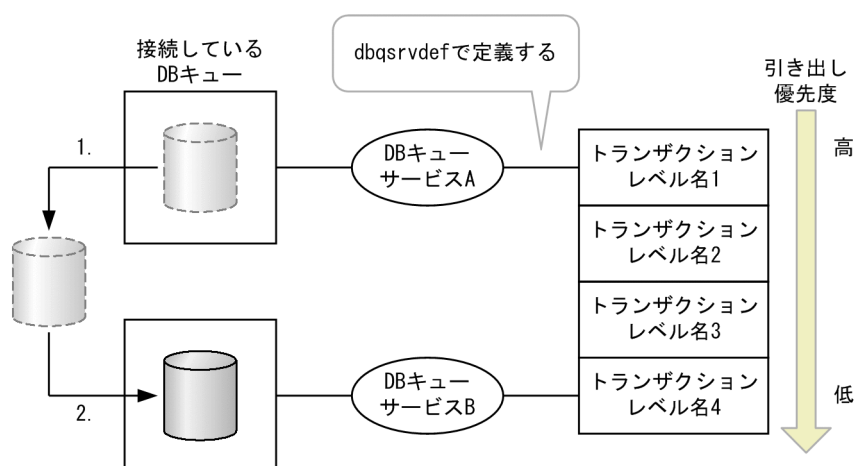 接続している
DBキュー
dbqsrvdefで定義する
引き出し
優先度
1.
DBキュー
サービスA
トランザクション
レベル名1
高
トランザクション
レベル名2
トランザクション
レベル名3
DBキュー
サービスB
トランザクション
レベル名4
低
2.